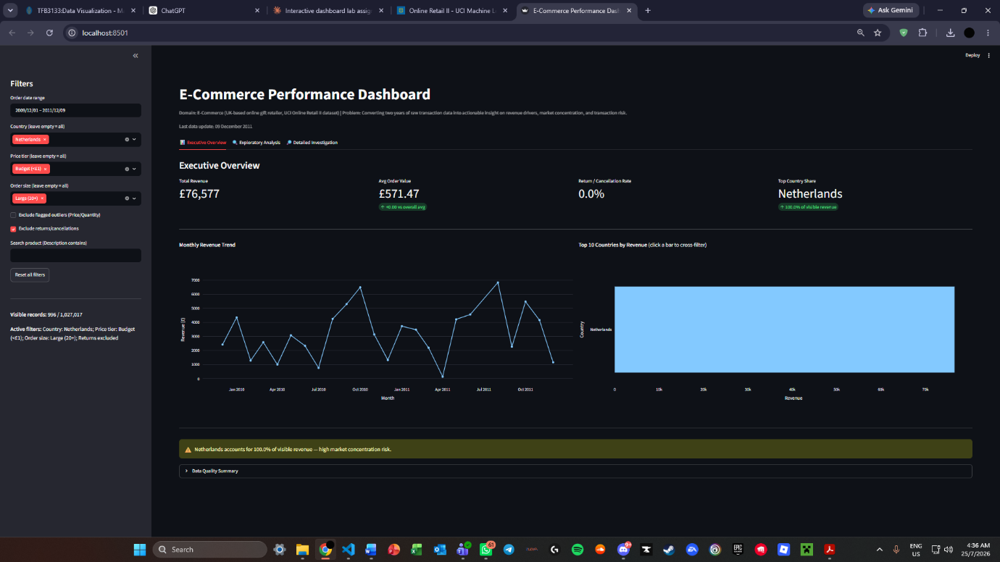 TFB3133:Data Visualization - M
ChatGPT
Interactive dashboard lab assig
Online Retail II - UCI Machine L
E-Commerce Performance Dash
Ask Gemini
localhost:8501
Deploy
Filters
Order date range
2009/12/01 – 2011/12/09
Country (leave empty = all)
Netherlands ×
Price tier (leave empty = all)
Budget (<£1) ×
Order size (leave empty = all)
Large (20+) ×
Exclude flagged outliers (Price/Quantity)
Exclude returns/cancellations
Search product (Description contains)
Reset all filters
Visible records: 996 / 1,027,017
Active filters: Country: Netherlands; Price tier: Budget
(<£1); Order size: Large (20+); Returns excluded
E-Commerce Performance Dashboard
Domain: E-Commerce (UK-based online gift retailer, UCI Online Retail II dataset) | Problem: Converting two years of raw transaction data into actionable insight on revenue drivers, market concentration, and transaction risk.
Last data update: 09 December 2011
Executive Overview
Exploratory Analysis
Detailed Investigation
Executive Overview
Total Revenue
£76,577
Avg Order Value
£571.47
↑ +0.00 vs overall avg
Return / Cancellation Rate
0.0%
Top Country Share
Netherlands
↑ 100.0% of visible revenue
Monthly Revenue Trend
7000
6000
5000
4000
3000
2000
1000
0
Revenue (£)
Jan 2010
Apr 2010
Jul 2010
Oct 2010
Jan 2011
Apr 2011
Jul 2011
Oct 2011
Month
Top 10 Countries by Revenue (click a bar to cross-filter)
Country
Netherlands
0
10k
20k
30k
40k
50k
60k
70k
Revenue
Netherlands accounts for 100.0% of visible revenue — high market concentration risk.
Data Quality Summary
Search
61
9+
EPIC
GAMES
ENG
US
4:36 AM
25/7/2026